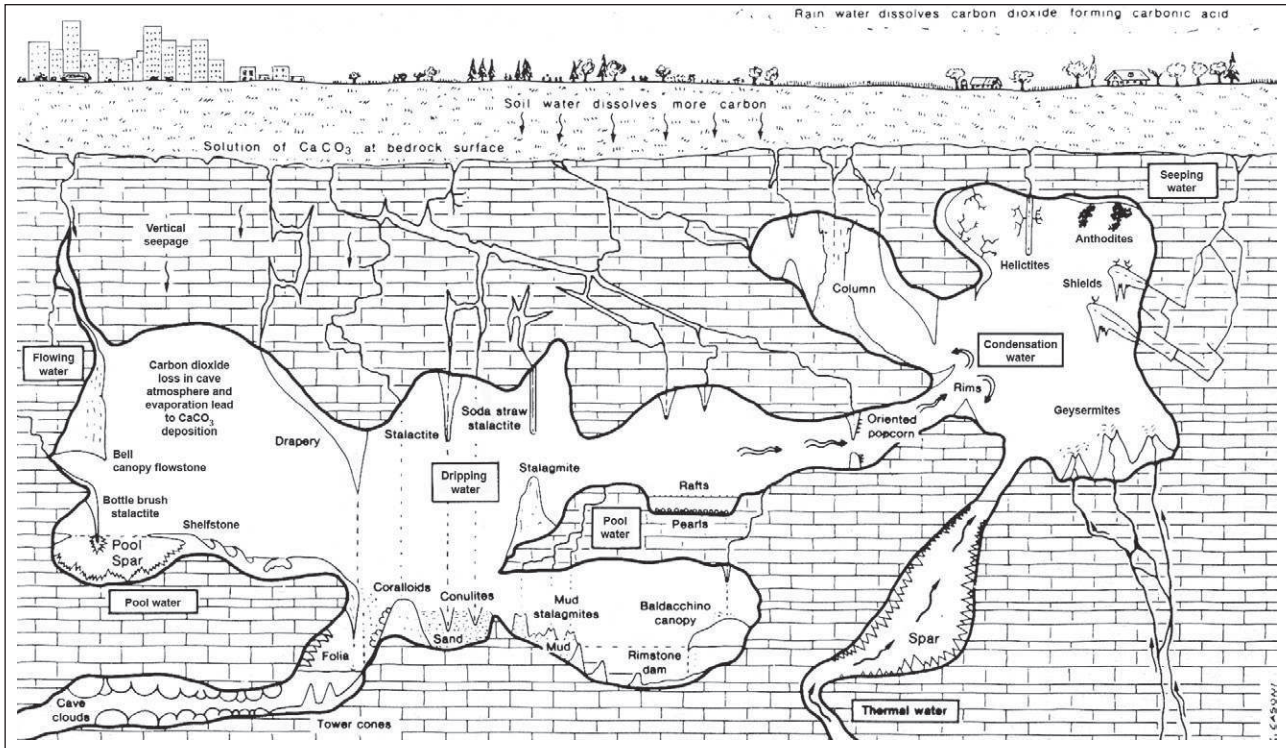 Rain water dissolves carbon dioxide forming carbonic acid
Soil water dissolves more carbon
Solution of CaCO₃ at bedrock surface
Seeping
water
Vertical
seepage
Anthodites
Helictites
Column
Shields
Flowing
water
Condensation
water
Carbon dioxide
loss in cave
atmosphere and
evaporation lead
to CaCO₃
deposition
Rims
Soda straw
stalactite
Geysermites
Oriented
popcorn
Drapery
Stalactite
Bell
canopy flowstone
Dripping
water
Stalagmite
Rafts
Bottle brush
stalactite
Pearls
Shelfstone
Pool
water
Pool
Spar
Pool water
Coralloids
Conulites
Mud
stalagmites
Baldacchino
canopy
Sand
Mud
Spar
Folia
Rimstone
dam
Cave
clouds
Tower cones
Thermal water